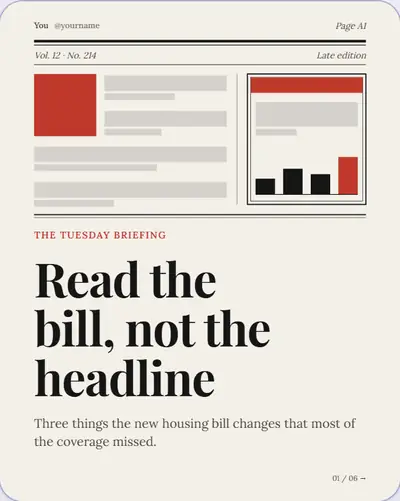 You @yourname
Page A1
Vol. 12 · No. 214
Late edition
THE TUESDAY BRIEFING
Read the
bill, not the
headline
Three things the new housing bill changes that most of
the coverage missed.
01 / 06 →